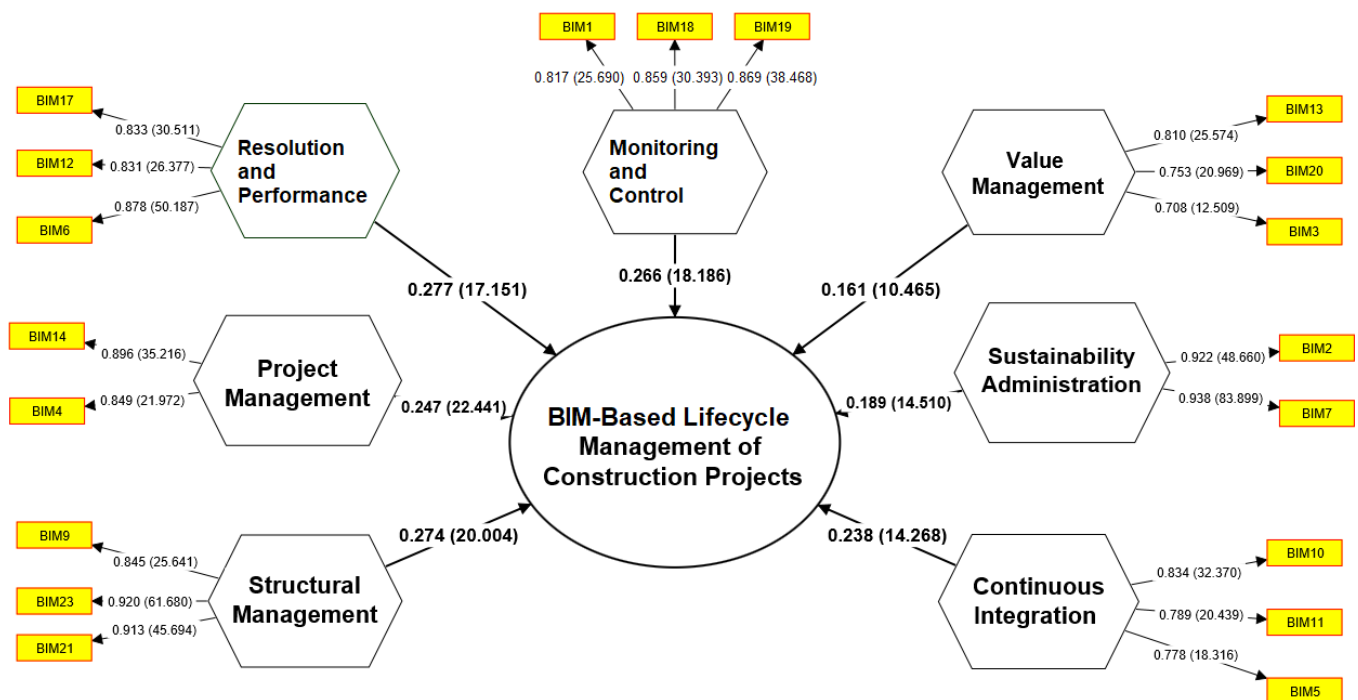 BIM1
BIM18
BIM19
0.817 (25.690)
0.859 (30.393)
0.869 (38.468)
BIM17
BIM12
BIM6
0.833 (30.511)
0.831 (26.377)
0.878 (50.187)
Resolution
and
Performance
Monitoring
and
Control
Value
Management
0.810 (25.574)
0.753 (20.969)
0.708 (12.509)
BIM13
BIM20
BIM3
0.277 (17.151)
0.266 (18.186)
0.161 (10.465)
BIM14
BIM4
0.896 (35.216)
0.849 (21.972)
Project
Management
0.247 (22.441)
BIM-Based Lifecycle
Management of
Construction Projects
0.189 (14.510)
Sustainability
Administration
0.922 (48.660)
0.938 (83.899)
BIM2
BIM7
BIM9
BIM23
BIM21
0.845 (25.641)
0.920 (61.680)
0.913 (45.694)
Structural
Management
0.274 (20.004)
0.238 (14.268)
Continuous
Integration
0.834 (32.370)
0.789 (20.439)
0.778 (18.316)
BIM10
BIM11
BIM5